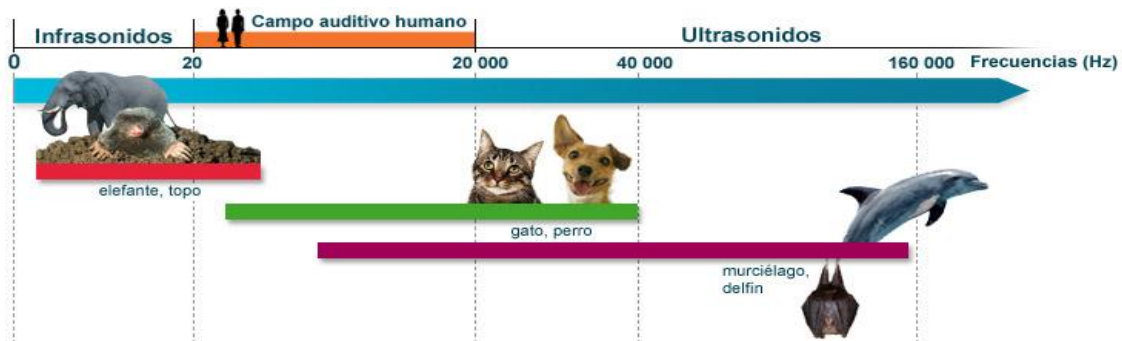 Infrasonidos
Campo auditivo humano
Ultrasonidos
0
20
20 000
40 000
160 000
Frecuencias (Hz)
elefante, topo
gato, perro
murciélago,
delfin